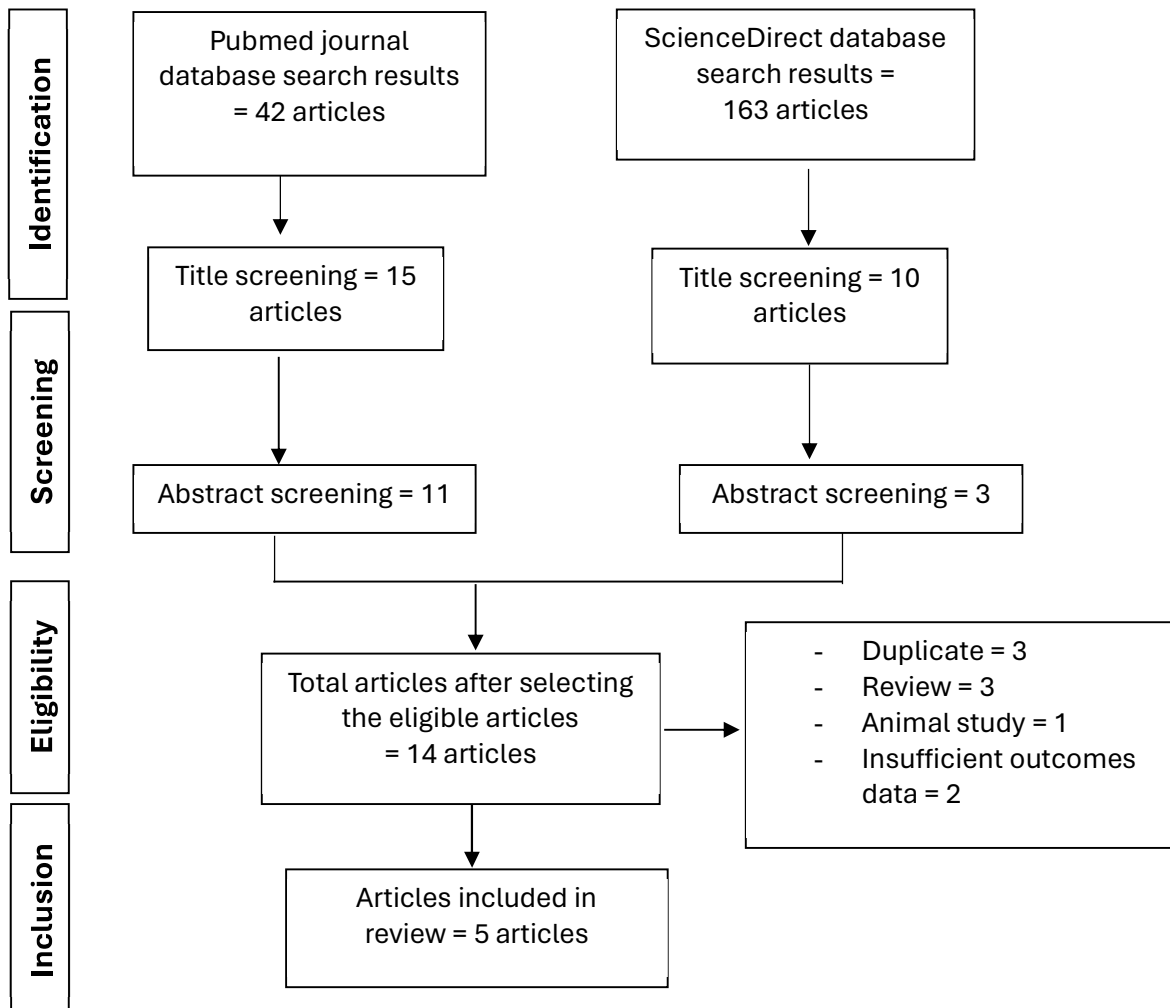 Identification
Pubmed journal
database search results
= 42 articles
ScienceDirect database
search results =
163 articles
Title screening = 15
articles
Title screening = 10
articles
Screening
Abstract screening = 11
Abstract screening = 3
Eligibility
Total articles after selecting
the eligible articles
= 14 articles
- Duplicate = 3
- Review = 3
- Animal study = 1
- Insufficient outcomes
data = 2
Inclusion
Articles included in
review = 5 articles